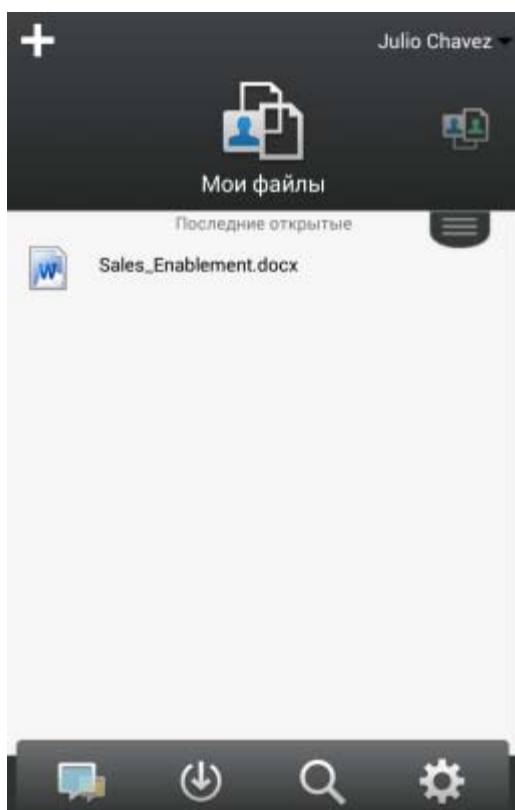 Julio Chavez
Мои файлы
Последние открытые
Sales_Enablement.docx